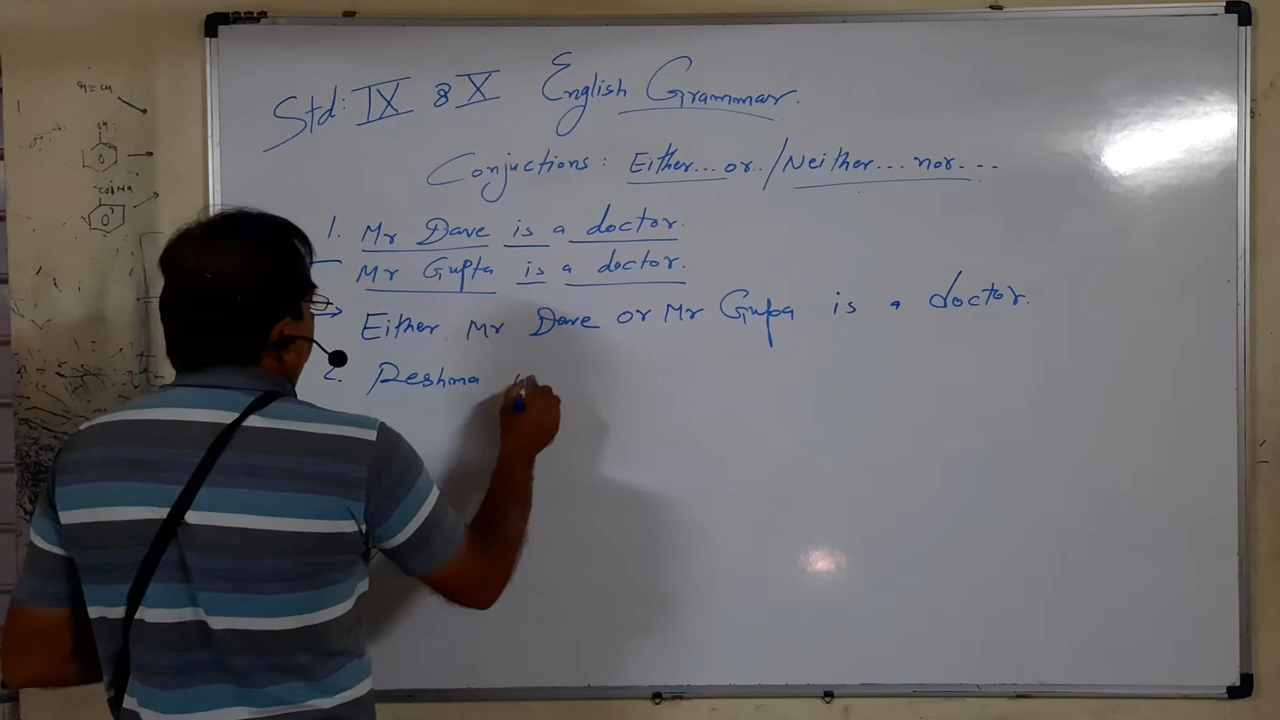 Std: IX & X English Grammar.
Conjuctions: Either...or../Neither...nor...
1. Mr Dave is a doctor.
Mr Gupta is a doctor.
Either Mr Dave or Mr Gupa is a doctor.
2. Reshma